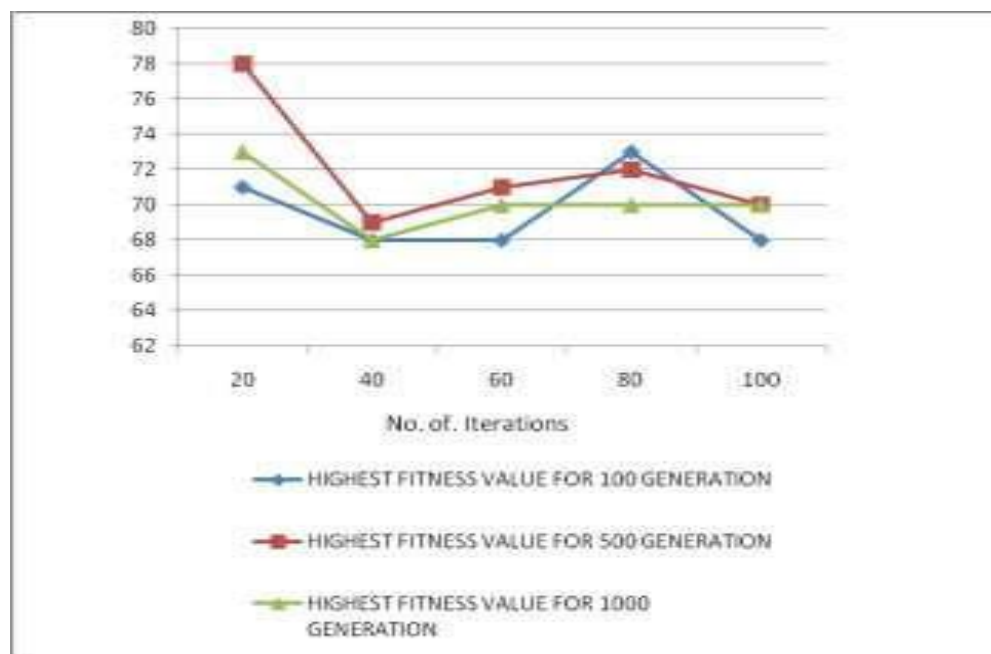 80
78
76
74
72
70
68
66
64
62
20 40 60 80 100
No. of. Iterations
HIGHEST FITNESS VALUE FOR 100 GENERATION
HIGHEST FITNESS VALUE FOR 500 GENERATION
HIGHEST FITNESS VALUE FOR 1000
GENERATION